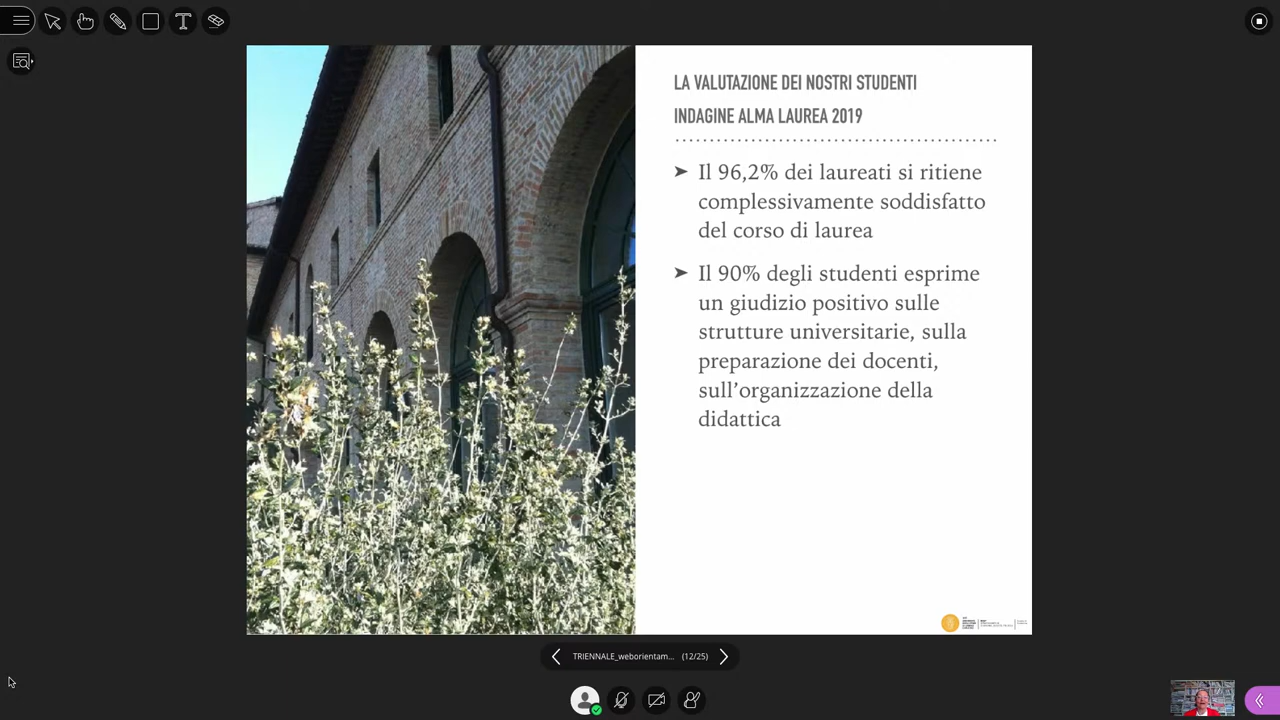 LA VALUTAZIONE DEI NOSTRI STUDENTI
INDAGINE ALMA LAUREA 2019
➤ Il 96,2% dei laureati si ritiene
complessivamente soddisfatto
del corso di laurea
➤ Il 90% degli studenti esprime
un giudizio positivo sulle
strutture universitarie, sulla
preparazione dei docenti,
sull’organizzazione della
didattica
TRIENNALE_weborientam... (12/25)